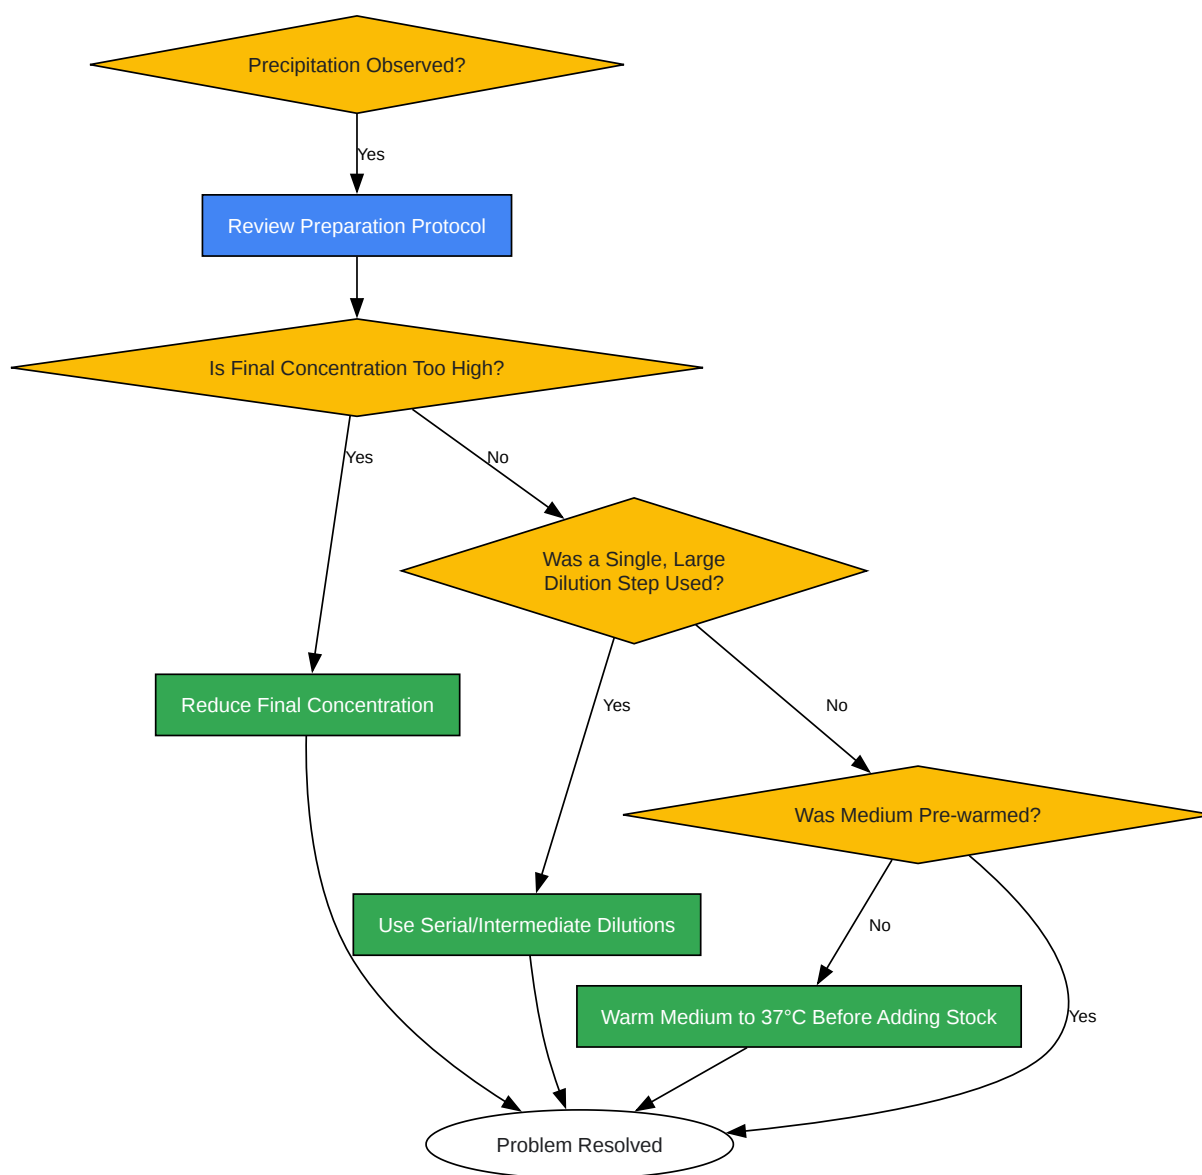 Precipitation Observed?
Yes
Review Preparation Protocol
Is Final Concentration Too High?
Yes
No
Was a Single, Large
Dilution Step Used?
Reduce Final Concentration
Yes
No
Was Medium Pre-warmed?
Use Serial/Intermediate Dilutions
No
Warm Medium to 37°C Before Adding Stock
Yes
Problem Resolved